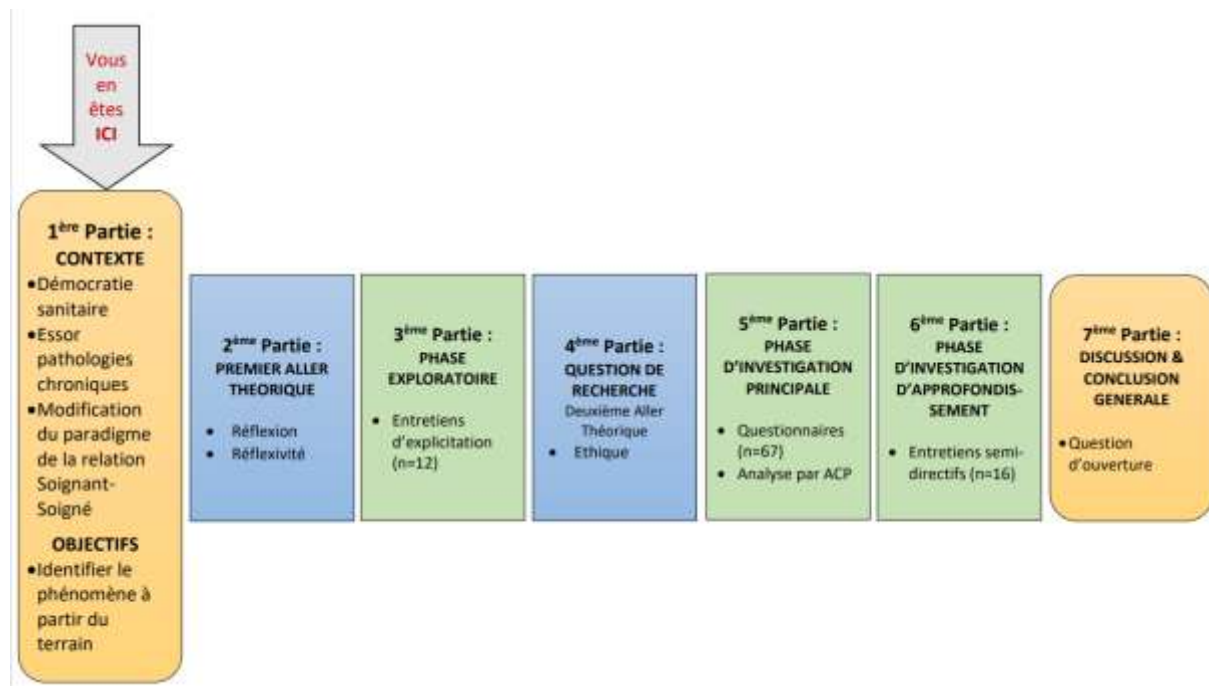 Vous
en
êtes
ICI
1ère Partie :
CONTEXTE
•Démocratie
sanitaire
•Essor
pathologies
chroniques
•Modification
du paradigme
de la relation
Soignant-
Soigné
OBJECTIFS
•Identifier le
phénomène à
partir du
terrain
2ème Partie :
PREMIER ALLER
THEORIQUE
• Réflexion
• Réflexivité
3ème Partie :
PHASE
EXPLORATOIRE
• Entretiens
d'explicitation
(n=12)
4ème Partie :
QUESTION DE
RECHERCHE
Deuxième Aller
Théorique
• Ethique
5ème Partie :
PHASE
D'INVESTIGATION
PRINCIPALE
• Questionnaires
(n=67)
• Analyse par ACP
6ème Partie :
PHASE
D'INVESTIGATION
D'APPROFONDIS-
SEMENT
• Entretiens semi-
directifs (n=16)
7ème Partie :
DISCUSSION &
CONCLUSION
GENERALE
• Question
d'ouverture